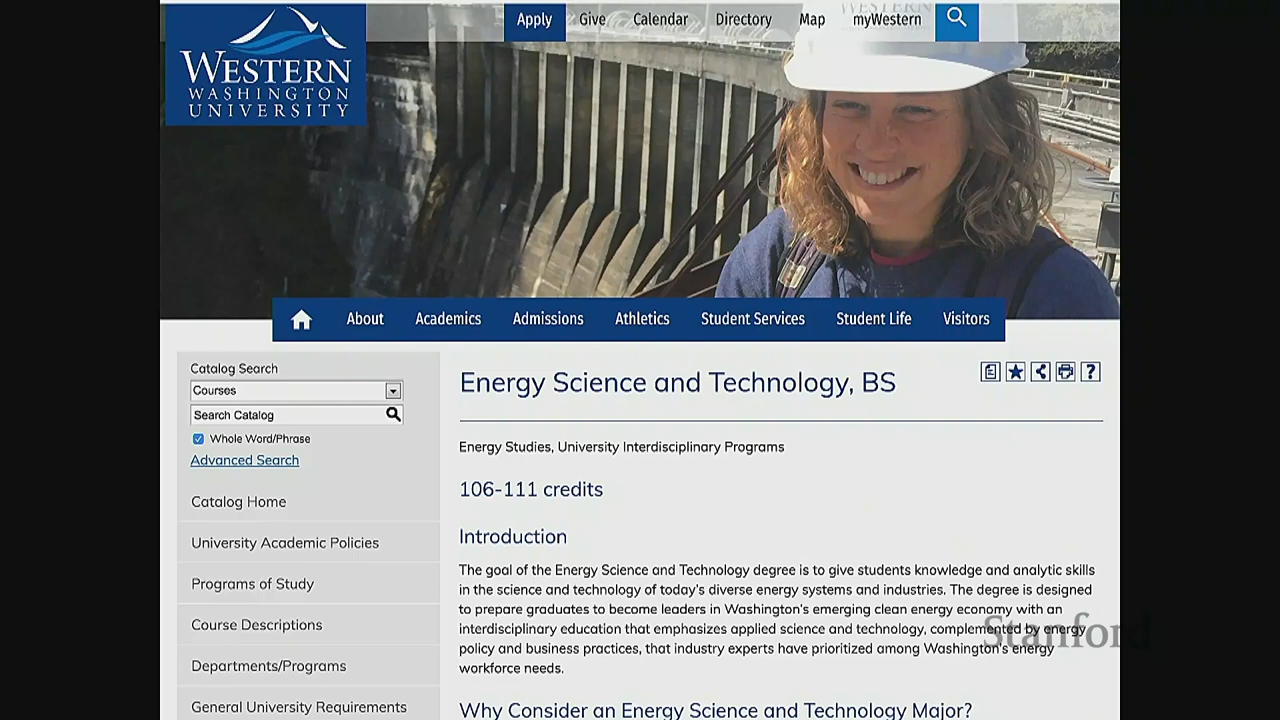 WESTERN
WASHINGTON
UNIVERSITY
Apply Give Calendar Directory Map myWestern
About Academics Admissions Athletics Student Services Student Life Visitors
Catalog Search
Courses
Search Catalog
Whole Word/Phrase
Advanced Search
Catalog Home
University Academic Policies
Programs of Study
Course Descriptions
Departments/Programs
General University Requirements
Energy Science and Technology, BS
?
Energy Studies, University Interdisciplinary Programs
106-111 credits
Introduction
The goal of the Energy Science and Technology degree is to give students knowledge and analytic skills
in the science and technology of today's diverse energy systems and industries. The degree is designed
to prepare graduates to become leaders in Washington's emerging clean energy economy with an
interdisciplinary education that emphasizes applied science and technology, complemented by energy
policy and business practices, that industry experts have prioritized among Washington's energy
workforce needs.
Why Consider an Energy Science and Technology Major?
Stanford